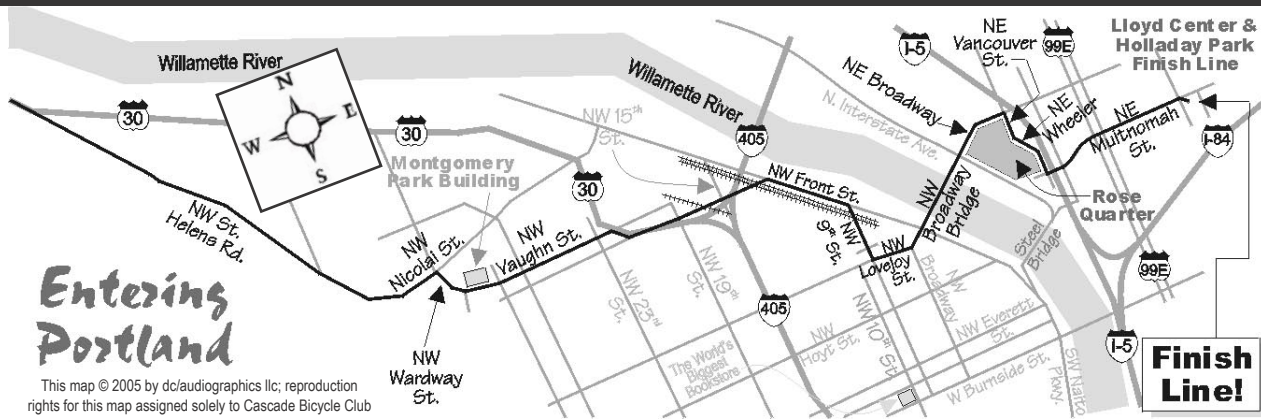 Willamette River
30
N
E
W
S
30
NW St.
Helens Rd.
Montgomery
Park Building
NW
Nicolai St.
NW
Vaughn St.
NW
Wardway
St.
NW 15th
St.
30
Willamette River
405
NW Front St.
NW
9th St.
NW
Lovejoy
St.
NW
Broadway
Bridge
NE Broadway
N. Interstate Ave.
I-5
NE
Vancouver
St.
99E
NE
Wheeler
NE
Multnomah
St.
Lloyd Center &
Holladay Park
Finish Line
I-84
Rose
Quarter
Steel
Bridge
99E
I-5
NW 23rd
St.
NW 19th
St.
405
NW
Hoyt St.
NW 10th
St.
NW
Broadway
NW Everett
St.
W Burnside St.
SW Naito
Pkwy.
The World's
Biggest
Bookstore
Finish
Line!
Entering
Portland
This map © 2005 by dc/audiographics llc; reproduction
rights for this map assigned solely to Cascade Bicycle Club